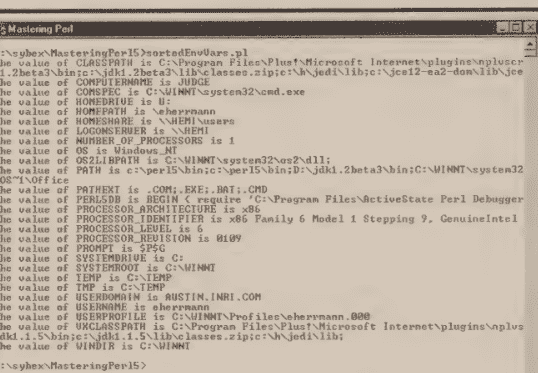 Mastering Perl
:\sybex\MasteringPerl5>sortedEnvVars.pl
he value of CLASSPATH is C:\Program Files\Plus!\Microsoft Internet\plugins\npluscr
1.2beta3\bin;c:\jdk1.2beta3\lib\classes.zip;c:\h\jedi\lib;c:\jce12-ea2-dom\lib\jce
he value of COMPUTERNAME is JUDGE
he value of COMSPEC is C:\WINNT\system32\cmd.exe
he value of HOMEDRIVE is U:
he value of HOMEPATH is \eherrmann
he value of HOMESHARE is \\HEMI\users
he value of LOGONSERVER is \\HEMI
he value of NUMBER_OF_PROCESSORS is 1
he value of OS is Windows_NT
he value of OS2LIBPATH is C:\WINNT\system32\os2\dll;
he value of PATH is c:\perl5\bin;c:\perl5\bin;D:\jdk1.2beta3\bin;C:\WINNT\system32
OS~1\Office
he value of PATHEXT is .COM;.EXE;.BAT;.CMD
he value of PERL5DB is BEGIN { require 'C:\Program Files\ActiveState Perl Debugger
he value of PROCESSOR_ARCHITECTURE is x86
he value of PROCESSOR_IDENTIFIER is x86 Family 6 Model 1 Stepping 9, GenuineIntel
he value of PROCESSOR_LEVEL is 6
he value of PROCESSOR_REVISION is 0109
he value of PROMPT is $P$G
he value of SYSTEMDRIVE is C:
he value of SYSTEMROOT is C:\WINNT
he value of TEMP is C:\TEMP
he value of TMP is C:\TEMP
he value of USERDOMAIN is AUSTIN.INRI.COM
he value of USERNAME is eherrmann
he value of USERPROFILE is C:\WINNT\Profiles\eherrmann.000
he value of VXCLASSPATH is C:\Program Files\Plus!\Microsoft Internet\plugins\nplus
dk1.1.5\bin;c:\jdk1.1.5\lib\classes.zip;c:\h\jedi\lib;
he value of WINDIR is C:\WINNT
:\sybex\MasteringPerl5>